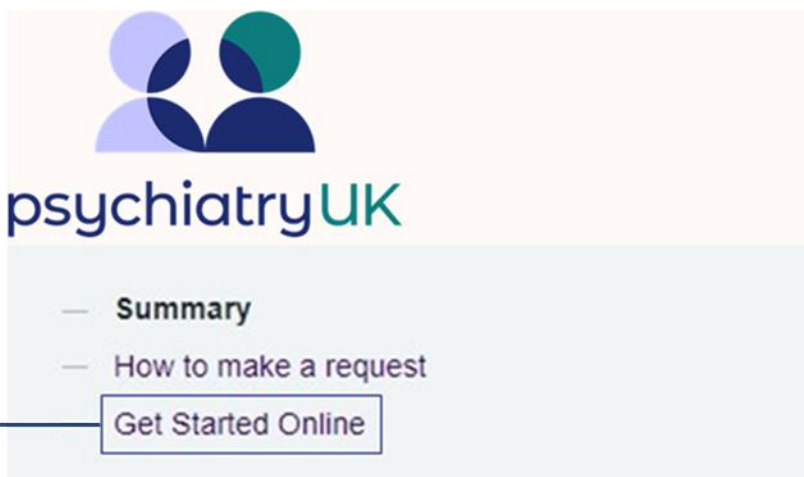 psychiatryUK
Summary
How to make a request
Get Started Online